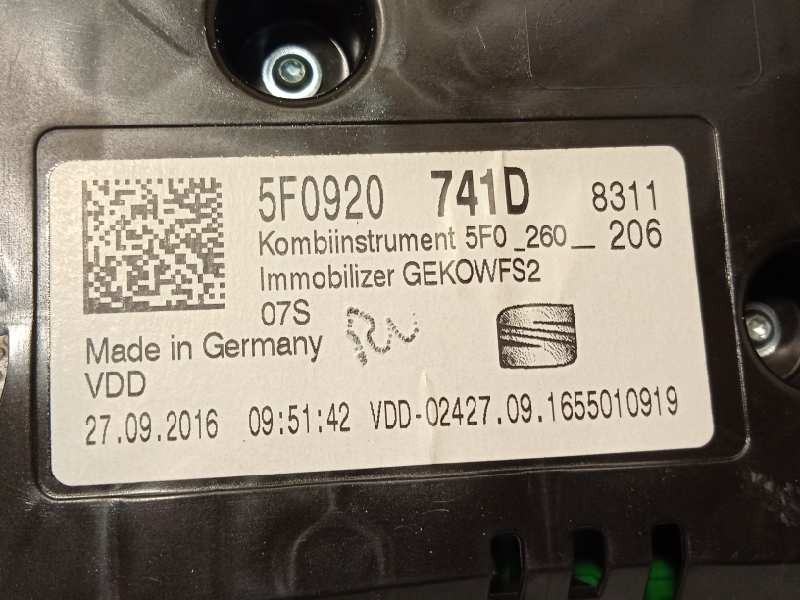 5F0920 741D 8311
Kombiinstrument 5F0_260__ 206
Immobilizer GEKOWFS2
07S
Made in Germany
VDD
27.09.2016 09:51:42 VDD-02427.09.1655010919